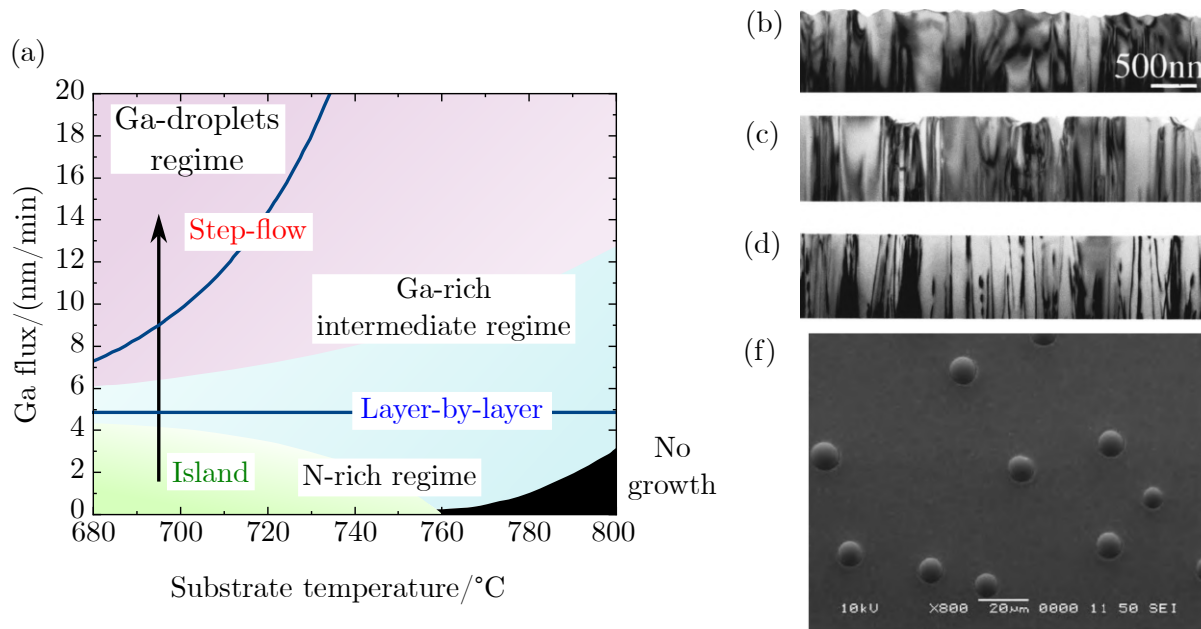 (a)
20
18
16
14
12
10
8
6
4
2
0
Ga flux/(nm/min)
Ga-droplets
regime
Step-flow
Ga-rich
intermediate regime
Layer-by-layer
Island
N-rich regime
No
growth
680 700 720 740 760 780 800
Substrate temperature/°C
(b)
500nm
(c)
(d)
(f)
10kV X800 20µm 0000 11 50 SEI